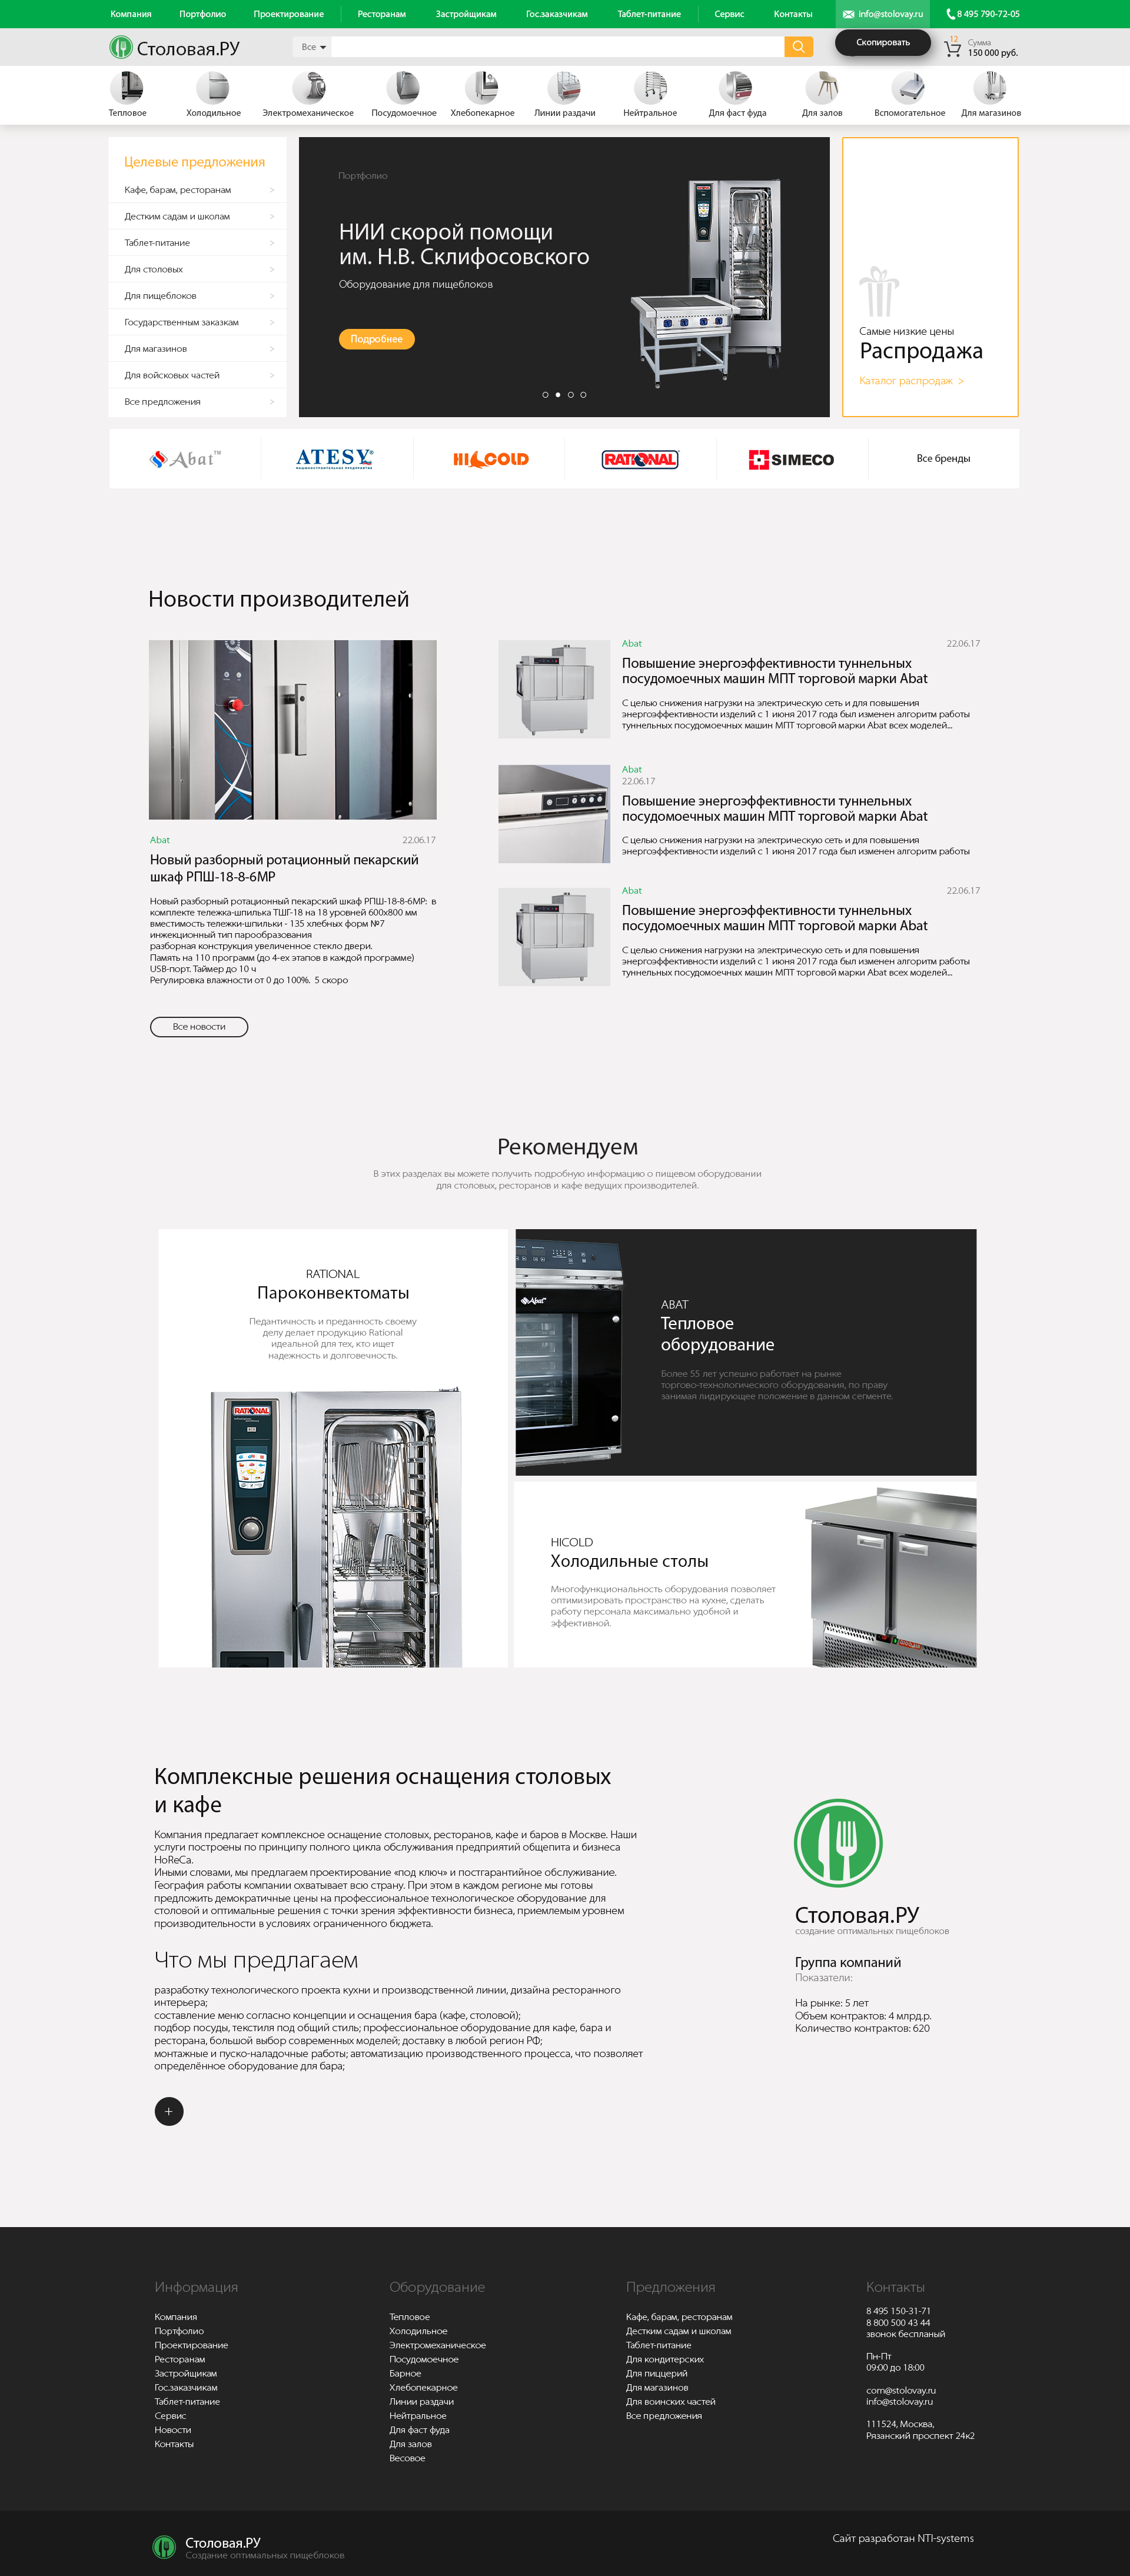 Компания
Портфолио
Проектирование
Ресторанам
Застройщикам
Гос.заказчикам
Таблет-питание
Сервис
Контакты
info@stolovay.ru
8 495 790-72-05
Столовая.РУ
Все
Скопировать
12
Сумма
150 000 руб.
Тепловое
Холодильное
Электромеханическое
Посудомоечное
Хлебопекарное
Линии раздачи
Нейтральное
Для фаст фуда
Для залов
Вспомогательное
Для магазинов
Целевые предложения
Кафе, барам, ресторанам >
Дестким садам и школам >
Таблет-питание >
Для столовых >
Для пищеблоков >
Государственным заказкам >
Для магазинов >
Для войсковых частей >
Все предложения >
Портфолио
НИИ скорой помощи
им. Н.В. Склифосовского
Оборудование для пищеблоков
Подробнее
Самые низкие цены
Распродажа
Каталог распродаж >
Abat™
ATESY®
МАШИНОСТРОИТЕЛЬНОЕ ПРЕДПРИЯТИЕ
HICOLD
RATIONAL
SIMECO
Все бренды
Новости производителей
Abat
22.06.17
Новый разборный ротационный пекарский
шкаф РПШ-18-8-6МР
Новый разборный ротационный пекарский шкаф РПШ-18-8-6МР: в
комплекте тележка-шпилька ТШГ-18 на 18 уровней 600х800 мм
вместимость тележки-шпильки - 135 хлебных форм №7
инжекционный тип парообразования
разборная конструкция увеличенное стекло двери.
Память на 110 программ (до 4-ех этапов в каждой программе)
USB-порт. Таймер до 10 ч
Регулировка влажности от 0 до 100%. 5 скоро
Все новости
Abat
22.06.17
Повышение энергоэффективности туннельных
посудомоечных машин МПТ торговой марки Abat
С целью снижения нагрузки на электрическую сеть и для повышения
энергоэффективности изделий с 1 июня 2017 года был изменен алгоритм работы
туннельных посудомоечных машин МПТ торговой марки Abat всех моделей...
Abat
22.06.17
Повышение энергоэффективности туннельных
посудомоечных машин МПТ торговой марки Abat
С целью снижения нагрузки на электрическую сеть и для повышения
энергоэффективности изделий с 1 июня 2017 года был изменен алгоритм работы
Abat
22.06.17
Повышение энергоэффективности туннельных
посудомоечных машин МПТ торговой марки Abat
С целью снижения нагрузки на электрическую сеть и для повышения
энергоэффективности изделий с 1 июня 2017 года был изменен алгоритм работы
туннельных посудомоечных машин МПТ торговой марки Abat всех моделей...
Рекомендуем
В этих разделах вы можете получить подробную информацию о пищевом оборудовании
для столовых, ресторанов и кафе ведущих производителей.
RATIONAL
Пароконвектоматы
Педантичность и преданность своему
делу делает продукцию Rational
идеальной для тех, кто ищет
надежность и долговечность.
RATIONAL
Abat™
ABAT
Тепловое
оборудование
Более 55 лет успешно работает на рынке
торгово-технологического оборудования, по праву
занимая лидирующее положение в данном сегменте.
HICOLD
Холодильные столы
Многофункциональность оборудования позволяет
оптимизировать пространство на кухне, сделать
работу персонала максимально удобной и
эффективной.
Комплексные решения оснащения столовых
и кафе
Компания предлагает комплексное оснащение столовых, ресторанов, кафе и баров в Москве. Наши
услуги построены по принципу полного цикла обслуживания предприятий общепита и бизнеса
HoReCa.
Иными словами, мы предлагаем проектирование «под ключ» и постгарантийное обслуживание.
География работы компании охватывает всю страну. При этом в каждом регионе мы готовы
предложить демократичные цены на профессиональное технологическое оборудование для
столовой и оптимальные решения с точки зрения эффективности бизнеса, приемлемым уровнем
производительности в условиях ограниченного бюджета.
Что мы предлагаем
разработку технологического проекта кухни и производственной линии, дизайна ресторанного
интерьера;
составление меню согласно концепции и оснащения бара (кафе, столовой);
подбор посуды, текстиля под общий стиль; профессиональное оборудование для кафе, бара и
ресторана, большой выбор современных моделей; доставку в любой регион РФ;
монтажные и пуско-наладочные работы; автоматизацию производственного процесса, что позволяет
определённое оборудование для бара;
+
Столовая.РУ
создание оптимальных пищеблоков
Группа компаний
Показатели:
На рынке: 5 лет
Объем контрактов: 4 млрд.р.
Количество контрактов: 620
Информация
Компания
Портфолио
Проектирование
Ресторанам
Застройщикам
Гос.заказчикам
Таблет-питание
Сервис
Новости
Контакты
Оборудование
Тепловое
Холодильное
Электромеханическое
Посудомоечное
Барное
Хлебопекарное
Линии раздачи
Нейтральное
Для фаст фуда
Для залов
Весовое
Предложения
Кафе, барам, ресторанам
Дестким садам и школам
Таблет-питание
Для кондитерских
Для пиццерий
Для магазинов
Для воинских частей
Все предложения
Контакты
8 495 150-31-71
8 800 500 43 44
звонок беспланый
Пн-Пт
09:00 до 18:00
com@stolovay.ru
info@stolovay.ru
111524, Москва,
Рязанский проспект 24к2
Столовая.РУ
Создание оптимальных пищеблоков
Сайт разработан NTI-systems